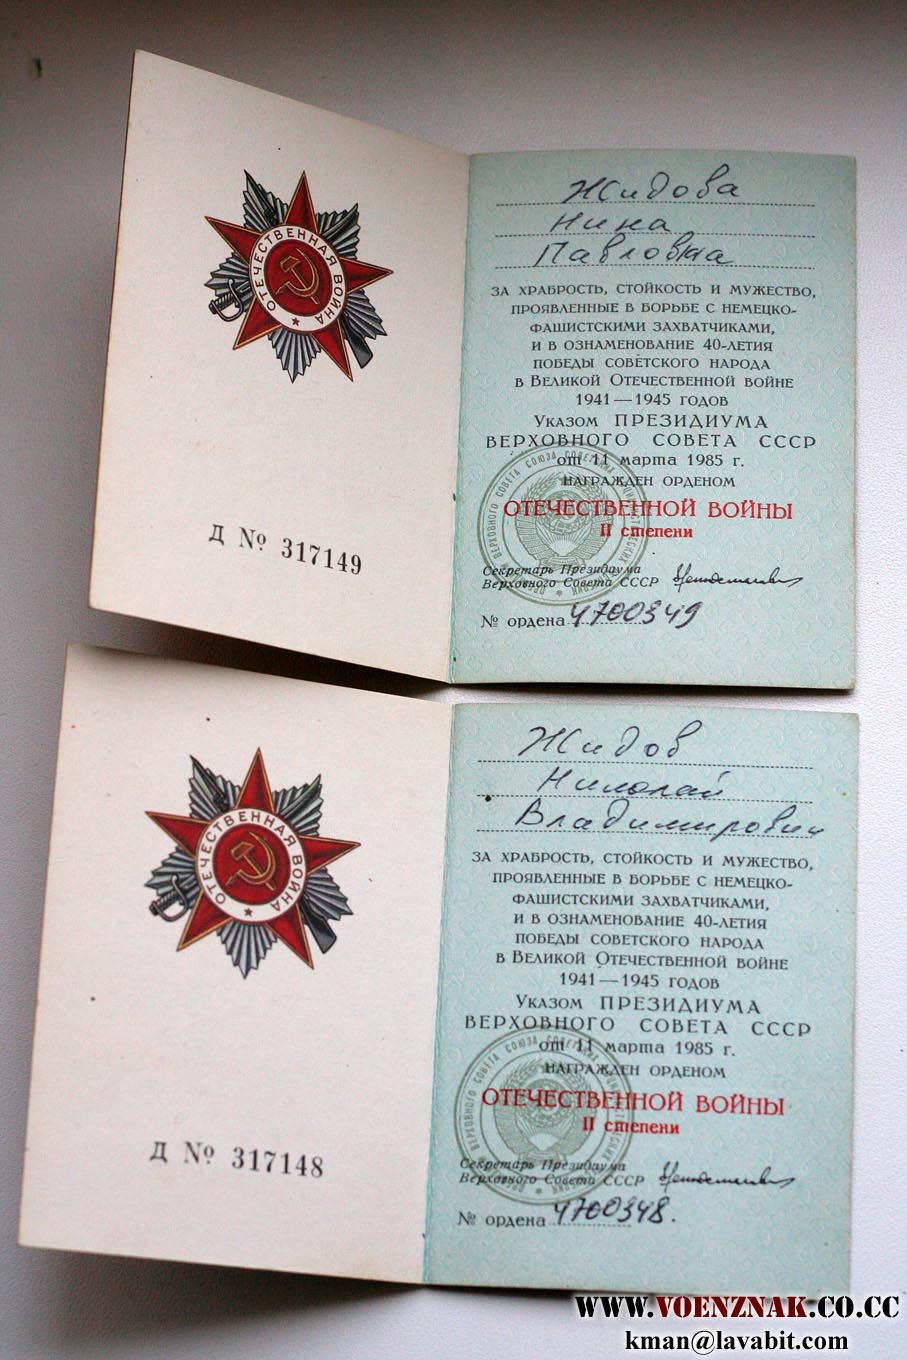 ОТЕЧЕСТВЕННАЯ ВОЙНА
Д № 317149
Жидова
Нина
Павловна
ЗА ХРАБРОСТЬ, СТОЙКОСТЬ И МУЖЕСТВО,
ПРОЯВЛЕННЫЕ В БОРЬБЕ С НЕМЕЦКО-
ФАШИСТСКИМИ ЗАХВАТЧИКАМИ,
И В ОЗНАМЕНОВАНИЕ 40-ЛЕТИЯ
ПОБЕДЫ СОВЕТСКОГО НАРОДА
В ВЕЛИКОЙ ОТЕЧЕСТВЕННОЙ ВОЙНЕ
1941—1945 ГОДОВ
Указом ПРЕЗИДИУМА
ВЕРХОВНОГО СОВЕТА СССР
от 11 марта 1985 г.
НАГРАЖДЕН ОРДЕНОМ
ОТЕЧЕСТВЕННОЙ ВОЙНЫ
II степени
Секретарь Президиума
Верховного Совета СССР
№ ордена 4700349
ОТЕЧЕСТВЕННАЯ ВОЙНА
Д № 317148
Жидов
Николай
Владимирович
ЗА ХРАБРОСТЬ, СТОЙКОСТЬ И МУЖЕСТВО,
ПРОЯВЛЕННЫЕ В БОРЬБЕ С НЕМЕЦКО-
ФАШИСТСКИМИ ЗАХВАТЧИКАМИ,
И В ОЗНАМЕНОВАНИЕ 40-ЛЕТИЯ
ПОБЕДЫ СОВЕТСКОГО НАРОДА
В ВЕЛИКОЙ ОТЕЧЕСТВЕННОЙ ВОЙНЕ
1941—1945 ГОДОВ
Указом ПРЕЗИДИУМА
ВЕРХОВНОГО СОВЕТА СССР
от 11 марта 1985 г.
НАГРАЖДЕН ОРДЕНОМ
ОТЕЧЕСТВЕННОЙ ВОЙНЫ
II степени
Секретарь Президиума
Верховного Совета СССР
№ ордена 4700348.
WWW.VOENZNAK.CO.CC
kman@lavabit.com